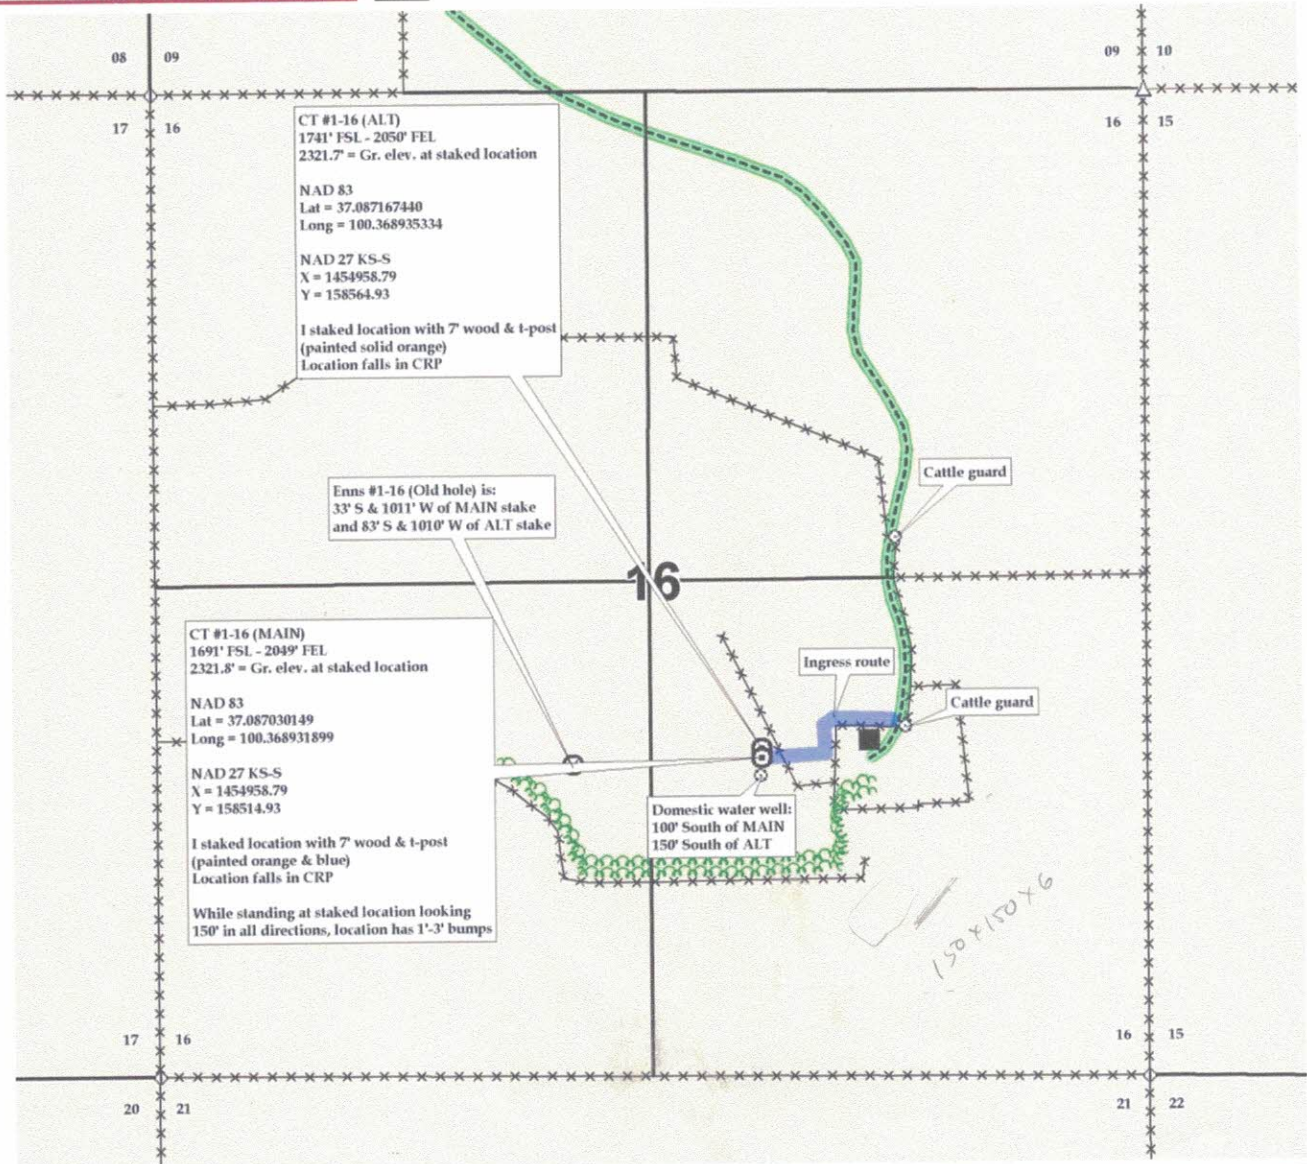 08 09
09 10
17 16
16 15
CT #1-16 (ALT)
1741' FSL - 2050' FEL
2321.7' = Gr. elev. at staked location
NAD 83
Lat = 37.087167440
Long = 100.368935334
NAD 27 KS-S
X = 1454958.79
Y = 158564.93
I staked location with 7' wood & t-post
(painted solid orange)
Location falls in CRP
Cattle guard
Enns #1-16 (Old hole) is:
33' S & 1011' W of MAIN stake
and 83' S & 1010' W of ALT stake
16
CT #1-16 (MAIN)
1691' FSL - 2049' FEL
2321.8' = Gr. elev. at staked location
NAD 83
Lat = 37.087030149
Long = 100.368931899
NAD 27 KS-S
X = 1454958.79
Y = 158514.93
I staked location with 7' wood & t-post
(painted orange & blue)
Location falls in CRP
While standing at staked location looking
150' in all directions, location has 1'-3' bumps
Ingress route
Cattle guard
Domestic water well:
100' South of MAIN
150' South of ALT
150 x 150 x 6
17 16
16 15
20 21
21 22